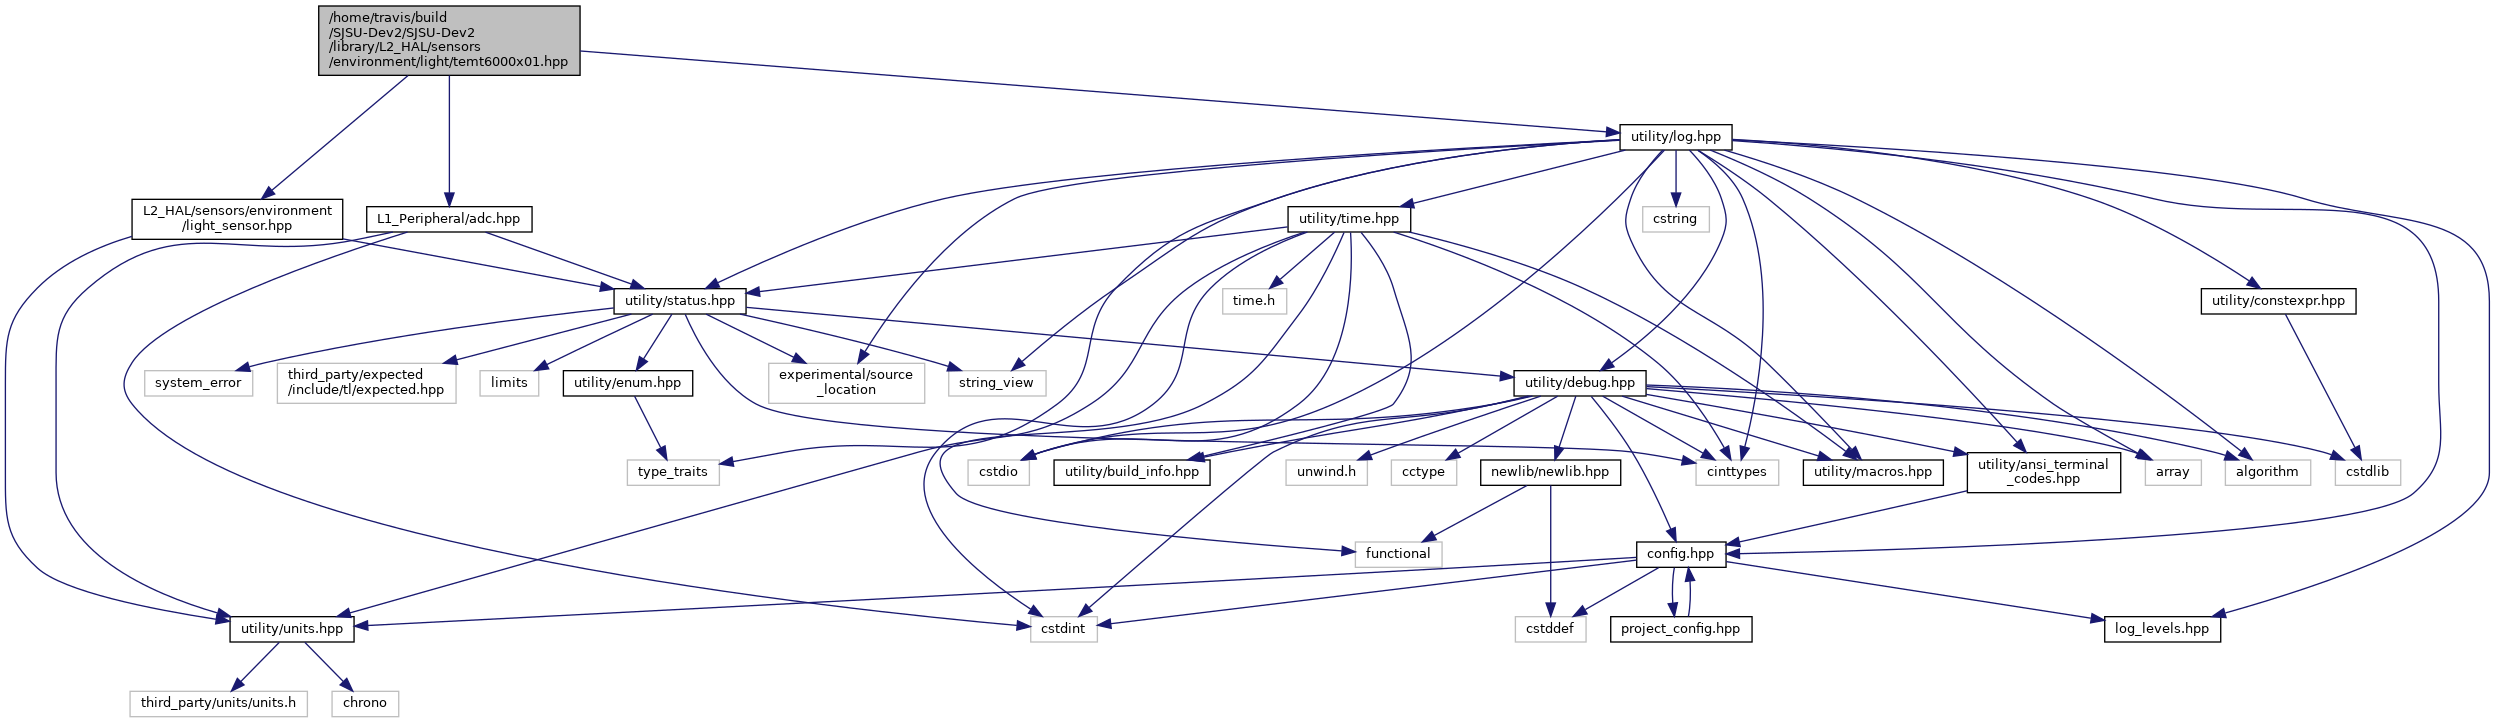 /home/travis/build
/SJSU-Dev2/SJSU-Dev2
/library/L2_HAL/sensors
/environment/light/temt6000x01.hpp
utility/log.hpp
L2_HAL/sensors/environment
/light_sensor.hpp
L1_Peripheral/adc.hpp
utility/time.hpp
cstring
utility/status.hpp
time.h
utility/constexpr.hpp
system_error
third_party/expected
/include/tl/expected.hpp
limits
utility/enum.hpp
experimental/source
_location
string_view
utility/debug.hpp
type_traits
cstdio
utility/build_info.hpp
unwind.h
cctype
newlib/newlib.hpp
cinttypes
utility/macros.hpp
utility/ansi_terminal
_codes.hpp
array
algorithm
cstdlib
functional
config.hpp
utility/units.hpp
cstdint
cstddef
project_config.hpp
log_levels.hpp
third_party/units/units.h
chrono